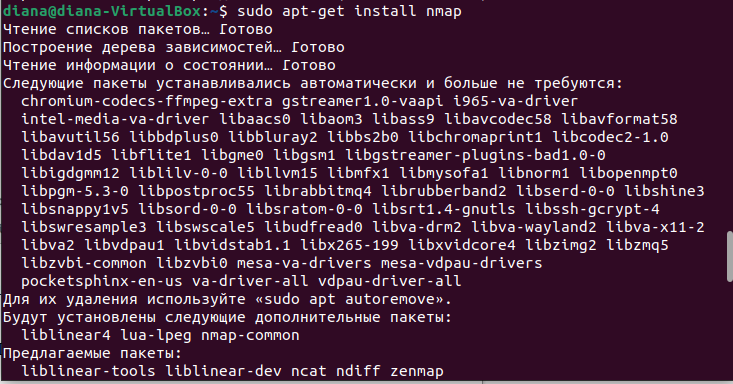 diana@diana-VirtualBox:~$ sudo apt-get install nmap
Чтение списков пакетов… Готово
Построение дерева зависимостей… Готово
Чтение информации о состоянии… Готово
Следующие пакеты устанавливались автоматически и больше не требуются:
  chromium-codecs-ffmpeg-extra gstreamer1.0-vaapi i965-va-driver
  intel-media-va-driver libaacs0 libaom3 libass9 libavcodec58 libavformat58
  libavutil56 libbdplus0 libbluray2 libbs2b0 libchromaprint1 libcodec2-1.0
  libdav1d5 libflite1 libgme0 libgsm1 libgstreamer-plugins-bad1.0-0
  libigdgmm12 liblilv-0-0 libllvm15 libmfx1 libmysofa1 libnorm1 libopenmpt0
  libpgm-5.3-0 libpostproc55 librabbitmq4 librubberband2 libserd-0-0 libshine3
  libsnappy1v5 libsord-0-0 libsratom-0-0 libsrt1.4-gnutls libssh-gcrypt-4
  libswresample3 libswscale5 libudfread0 libva-drm2 libva-wayland2 libva-x11-2
  libva2 libvdpau1 libvidstab1.1 libx265-199 libxvidcore4 libzimg2 libzmq5
  libzvbi-common libzvbi0 mesa-va-drivers mesa-vdpau-drivers
  pocketsphinx-en-us va-driver-all vdpau-driver-all
Для их удаления используйте «sudo apt autoremove».
Будут установлены следующие дополнительные пакеты:
  liblinear4 lua-lpeg nmap-common
Предлагаемые пакеты:
  liblinear-tools liblinear-dev ncat ndiff zenmap